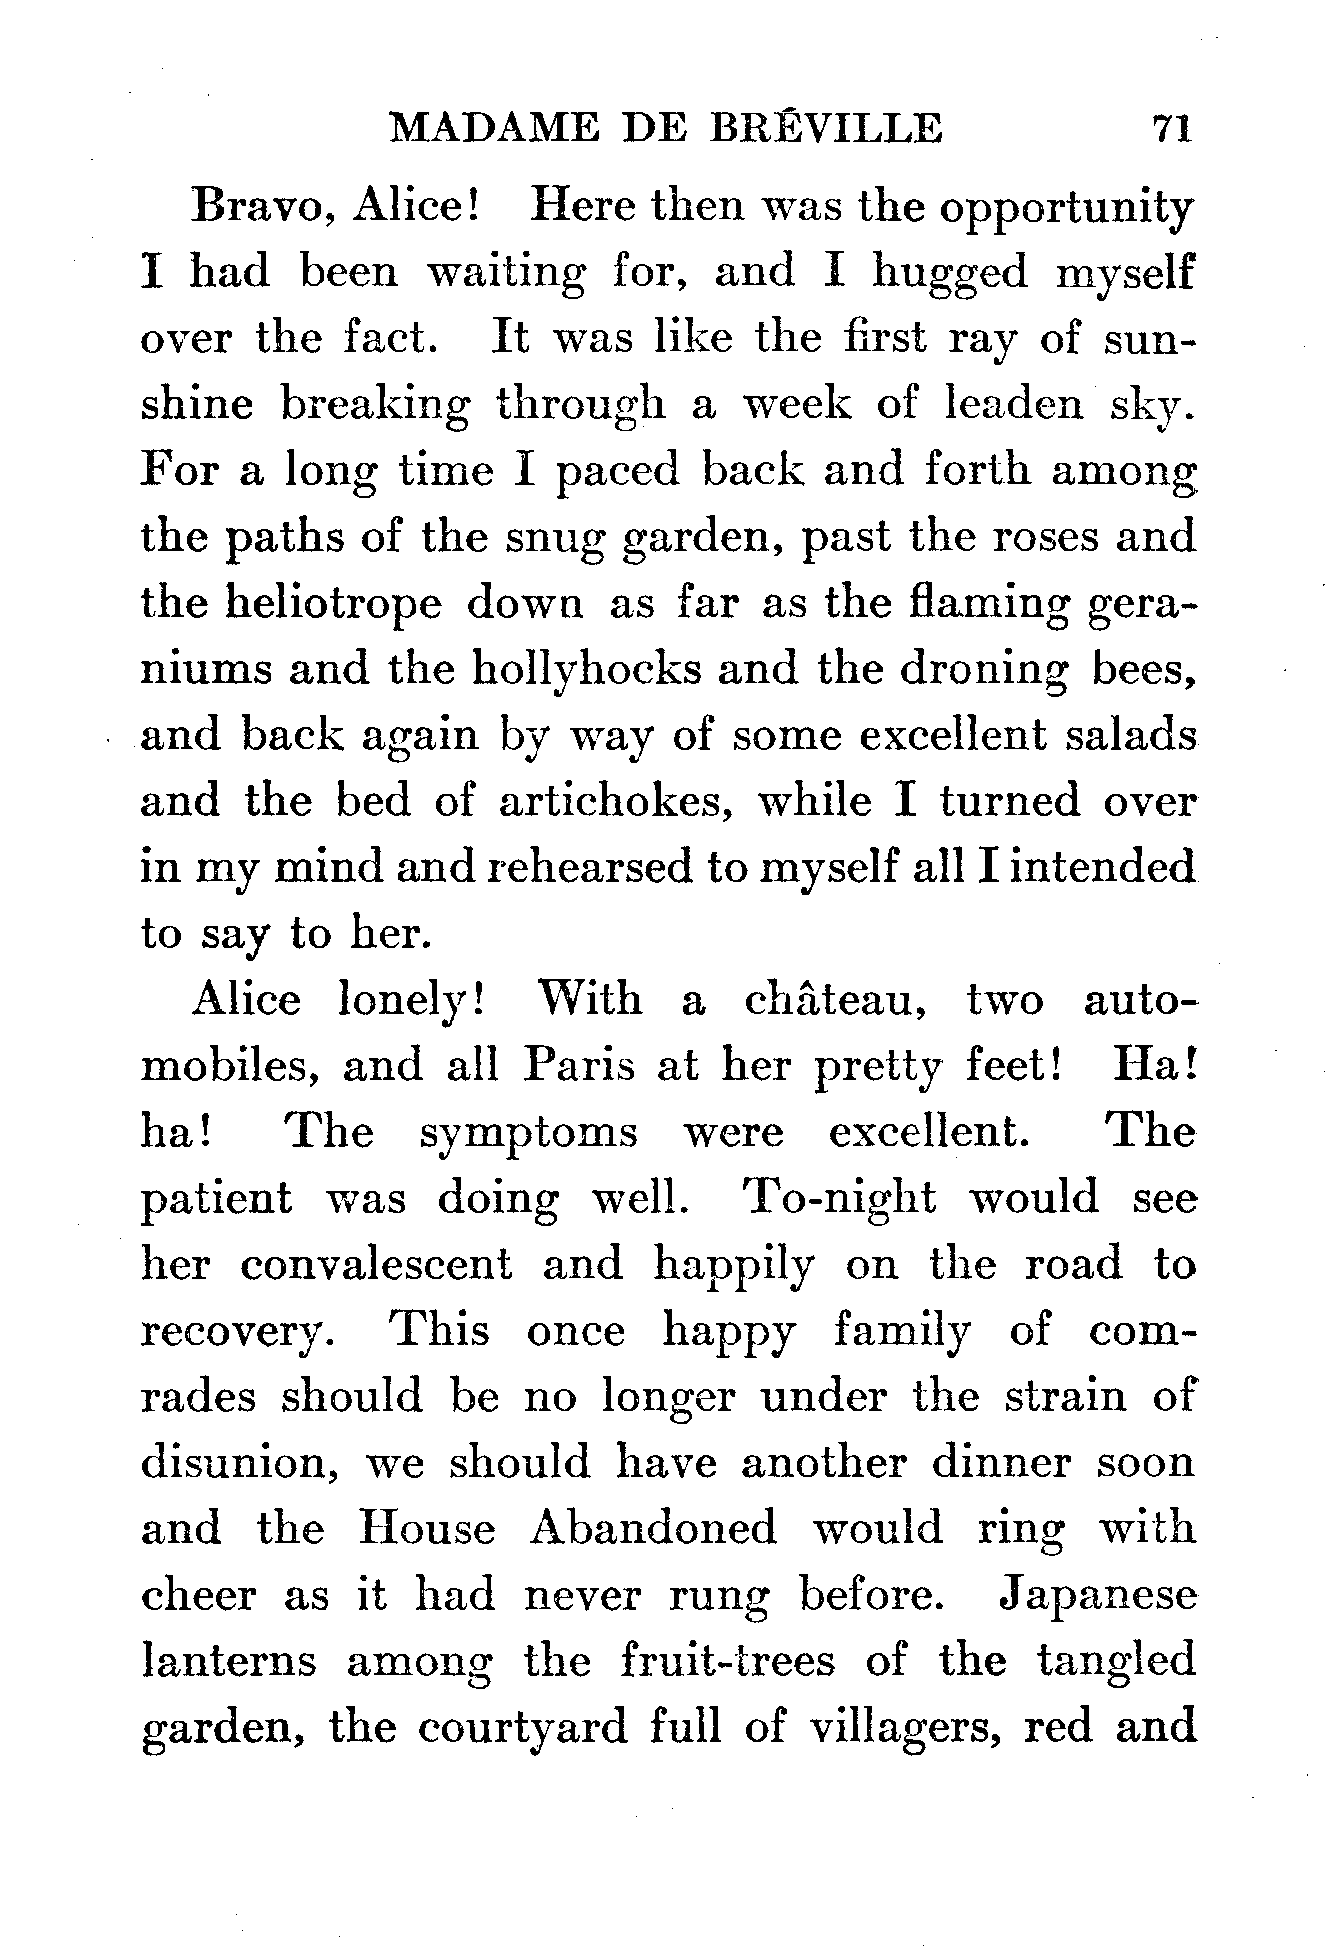 MADAME DE BRÉVILLE 71
Bravo, Alice! Here then was the opportunity
I had been waiting for, and I hugged myself
over the fact. It was like the first ray of sun-
shine breaking through a week of leaden sky.
For a long time I paced back and forth among
the paths of the snug garden, past the roses and
the heliotrope down as far as the flaming gera-
niums and the hollyhocks and the droning bees,
and back again by way of some excellent salads
and the bed of artichokes, while I turned over
in my mind and rehearsed to myself all I intended
to say to her.
Alice lonely! With a château, two auto-
mobiles, and all Paris at her pretty feet! Ha!
ha! The symptoms were excellent. The
patient was doing well. To-night would see
her convalescent and happily on the road to
recovery. This once happy family of com-
rades should be no longer under the strain of
disunion, we should have another dinner soon
and the House Abandoned would ring with
cheer as it had never rung before. Japanese
lanterns among the fruit-trees of the tangled
garden, the courtyard full of villagers, red and